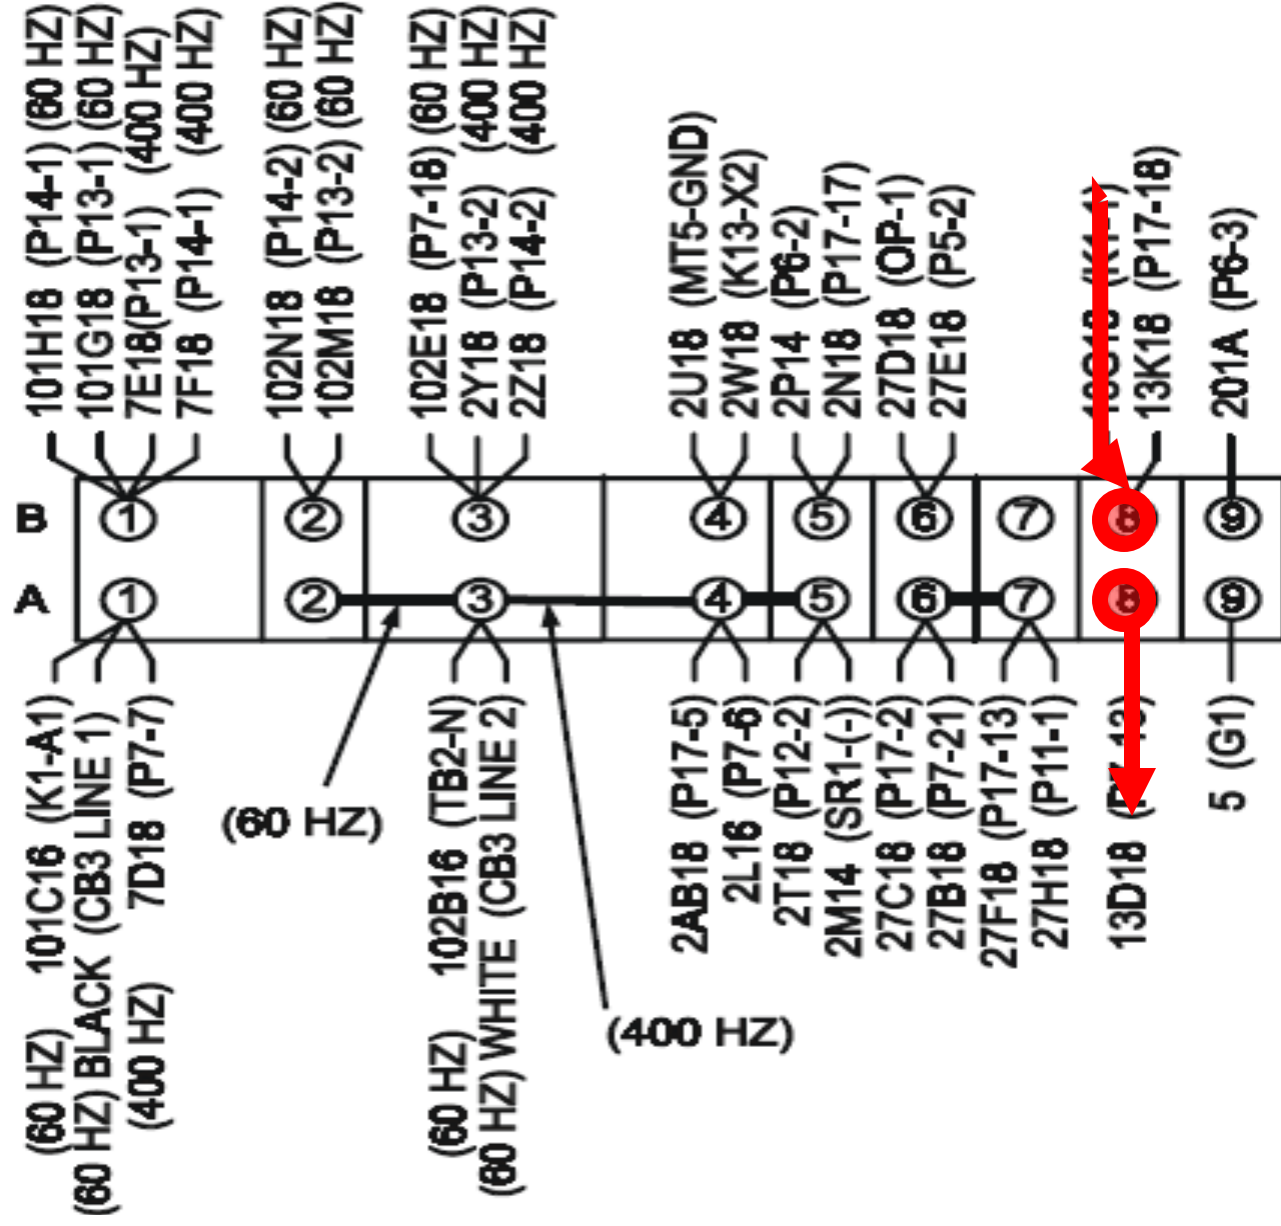 101H18 (P14-1) (60 HZ)
101G18 (P13-1) (60 HZ)
7E18(P13-1) (400 HZ)
7F18 (P14-1) (400 HZ)
102N18 (P14-2) (60 HZ)
102M18 (P13-2) (60 HZ)
102E18 (P7-18) (60 HZ)
2Y18 (P13-2) (400 HZ)
2Z18 (P14-2) (400 HZ)
2U18 (MT5-GND)
2W18 (K13-X2)
2P14 (P6-2)
2N18 (P17-17)
27D18 (OP-1)
27E18 (P5-2)
(K1-1)
13K18 (P17-18)
201A (P6-3)
B 1 2 3 4 5 6 7 8 9
A 1 2 3 4 5 6 7 8 9
(60 HZ) 101C16 (K1-A1)
(60 HZ) BLACK (CB3 LINE 1)
(400 HZ) 7D18 (P7-7)
(60 HZ)
(60 HZ) 102B16 (TB2-N)
(60 HZ) WHITE (CB3 LINE 2)
(400 HZ)
2AB18 (P17-5)
2L16 (P7-6)
2T18 (P12-2)
2M14 (SR1-(-)
27C18 (P17-2)
27B18 (P7-21)
27F18 (P17-13)
27H18 (P11-1)
13D18
5 (G1)